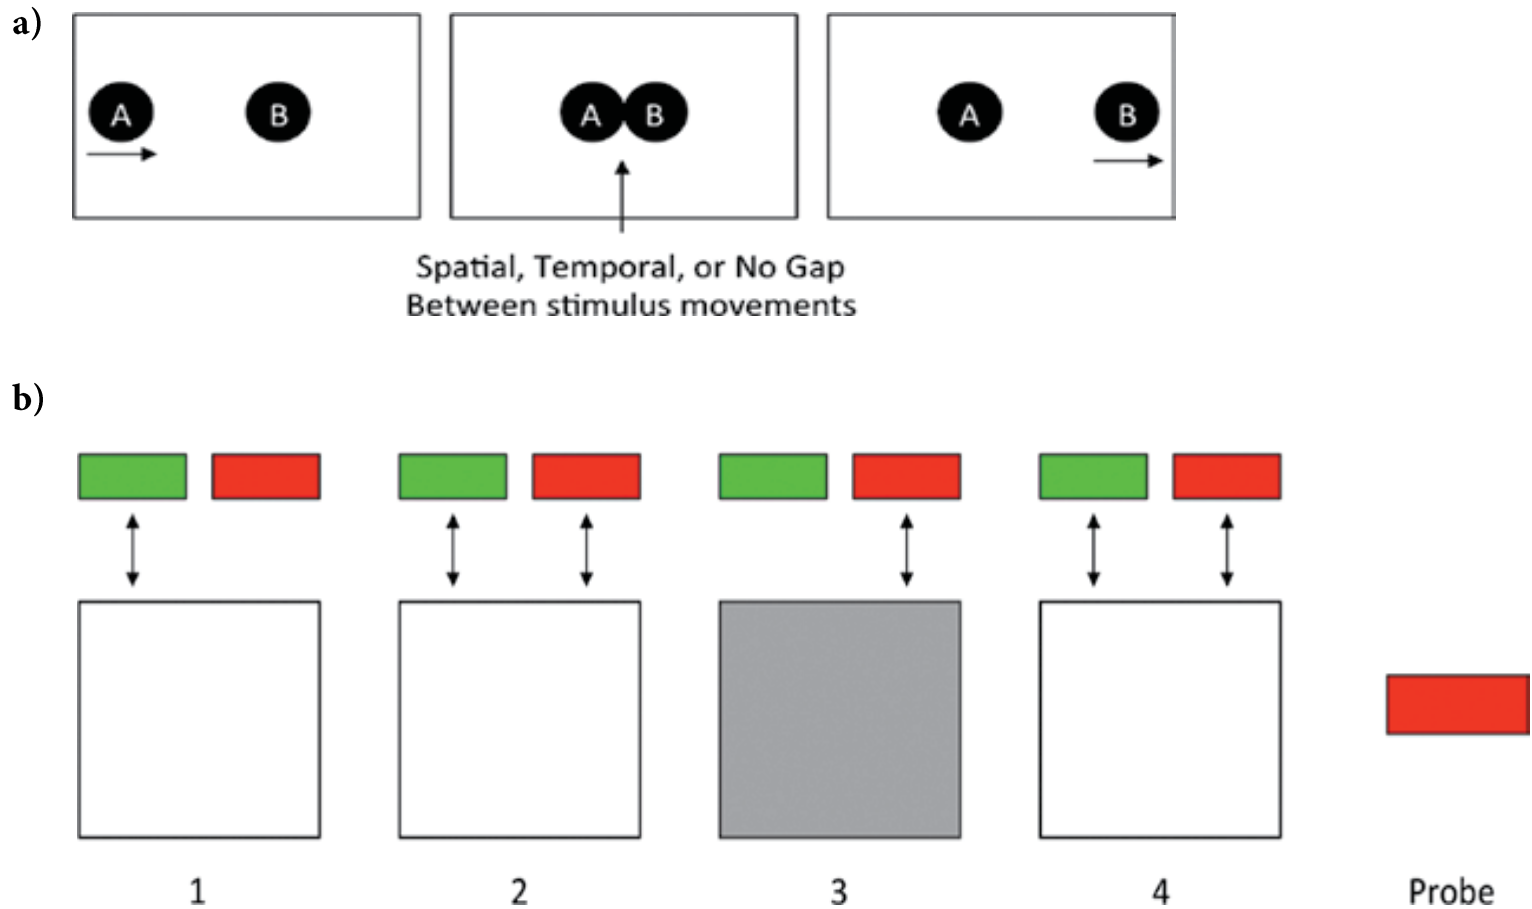 a)
A B
A B
A B
Spatial, Temporal, or No Gap
Between stimulus movements
b)
1 2 3 4 Probe